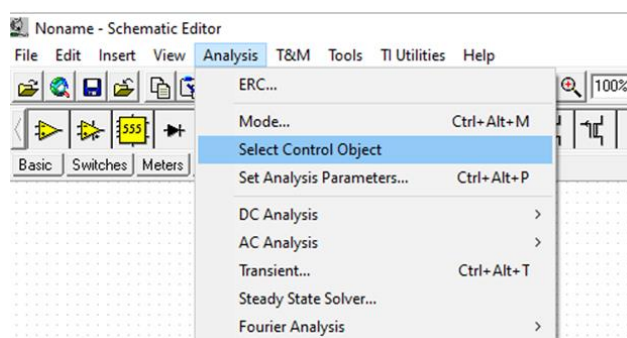 Noname - Schematic Editor
File Edit Insert View Analysis T&M Tools TI Utilities Help
100%
555
Basic Switches Meters
ERC...
Mode... Ctrl+Alt+M
Select Control Object
Set Analysis Parameters... Ctrl+Alt+P
DC Analysis
AC Analysis
Transient... Ctrl+Alt+T
Steady State Solver...
Fourier Analysis